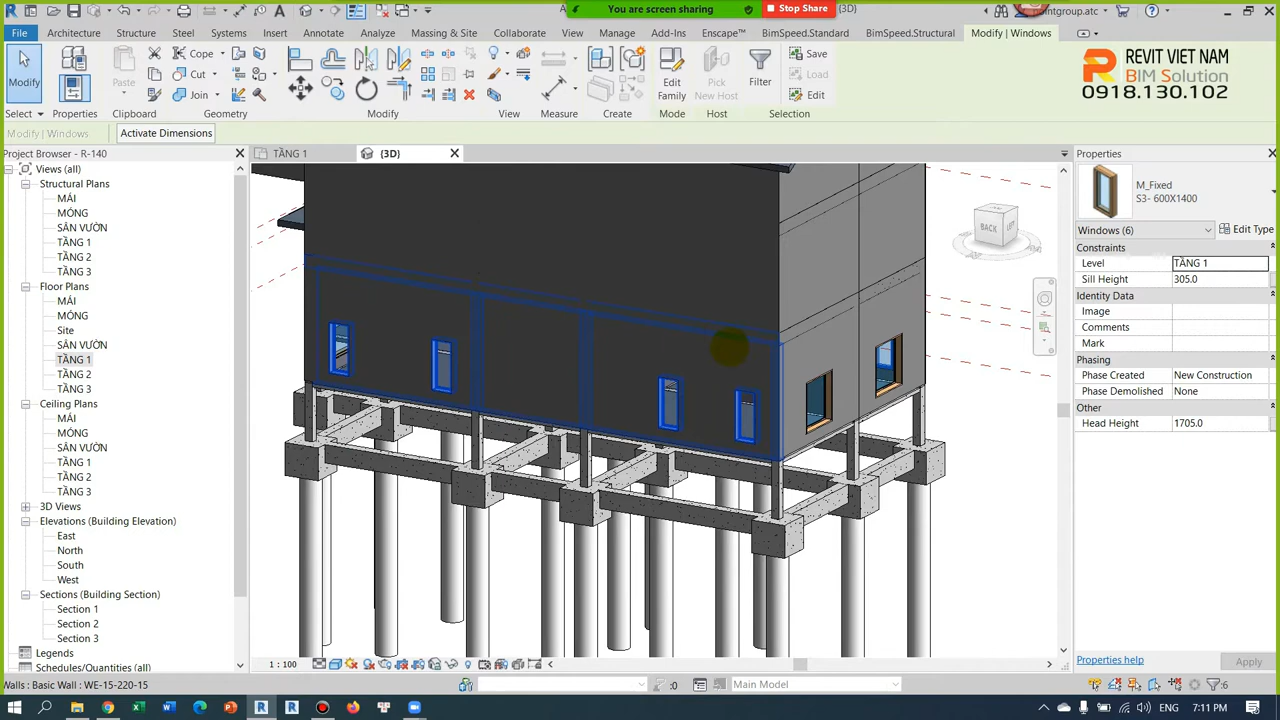 You are screen sharing
Stop Share
(3D)
File
Architecture
Structure
Steel
Systems
Insert
Annotate
Analyze
Massing & Site
Collaborate
View
Manage
Add-Ins
Enscape™
BimSpeed.Standard
BimSpeed.Structural
Modify | Windows
Modify
Paste
Cope
Cut
Join
Edit
Family
Pick
New Host
Filter
Save
Load
Edit
REVIT VIET NAM
BIM Solution
0918.130.102
Select
Properties
Clipboard
Geometry
Modify
View
Measure
Create
Mode
Host
Selection
Modify | Windows
Activate Dimensions
Project Browser - R-140
TẦNG 1
(3D)
Properties
Views (all)
Structural Plans
MÁI
MÓNG
SÂN VƯỜN
TẦNG 1
TẦNG 2
TẦNG 3
Floor Plans
MÁI
MÓNG
Site
SÂN VƯỜN
TẦNG 1
TẦNG 2
TẦNG 3
Ceiling Plans
MÁI
MÓNG
SÂN VƯỜN
TẦNG 1
TẦNG 2
TẦNG 3
3D Views
Elevations (Building Elevation)
East
North
South
West
Sections (Building Section)
Section 1
Section 2
Section 3
Legends
Schedules/Quantities (all)
BACK
LEFT
M_Fixed
S3- 600X1400
Windows (6)
Edit Type
Constraints
Level
TẦNG 1
Sill Height
305.0
Identity Data
Image
Comments
Mark
Phasing
Phase Created
New Construction
Phase Demolished
None
Other
Head Height
1705.0
Properties help
Apply
1 : 100
Walls : Basic Wall : WE-15-220-15
:0
Main Model
:6
ENG
7:11 PM